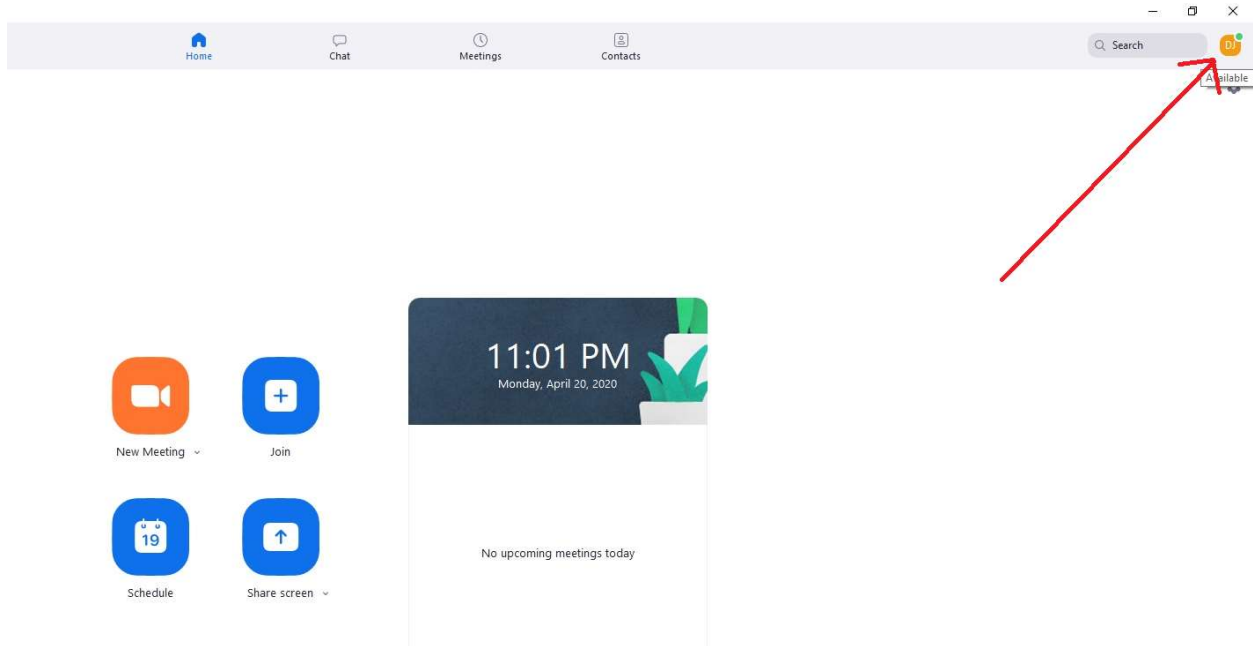 Home
Chat
Meetings
Contacts
Search
DJ
Available
11:01 PM
Monday, April 20, 2020
New Meeting
Join
19
Schedule
Share screen
No upcoming meetings today